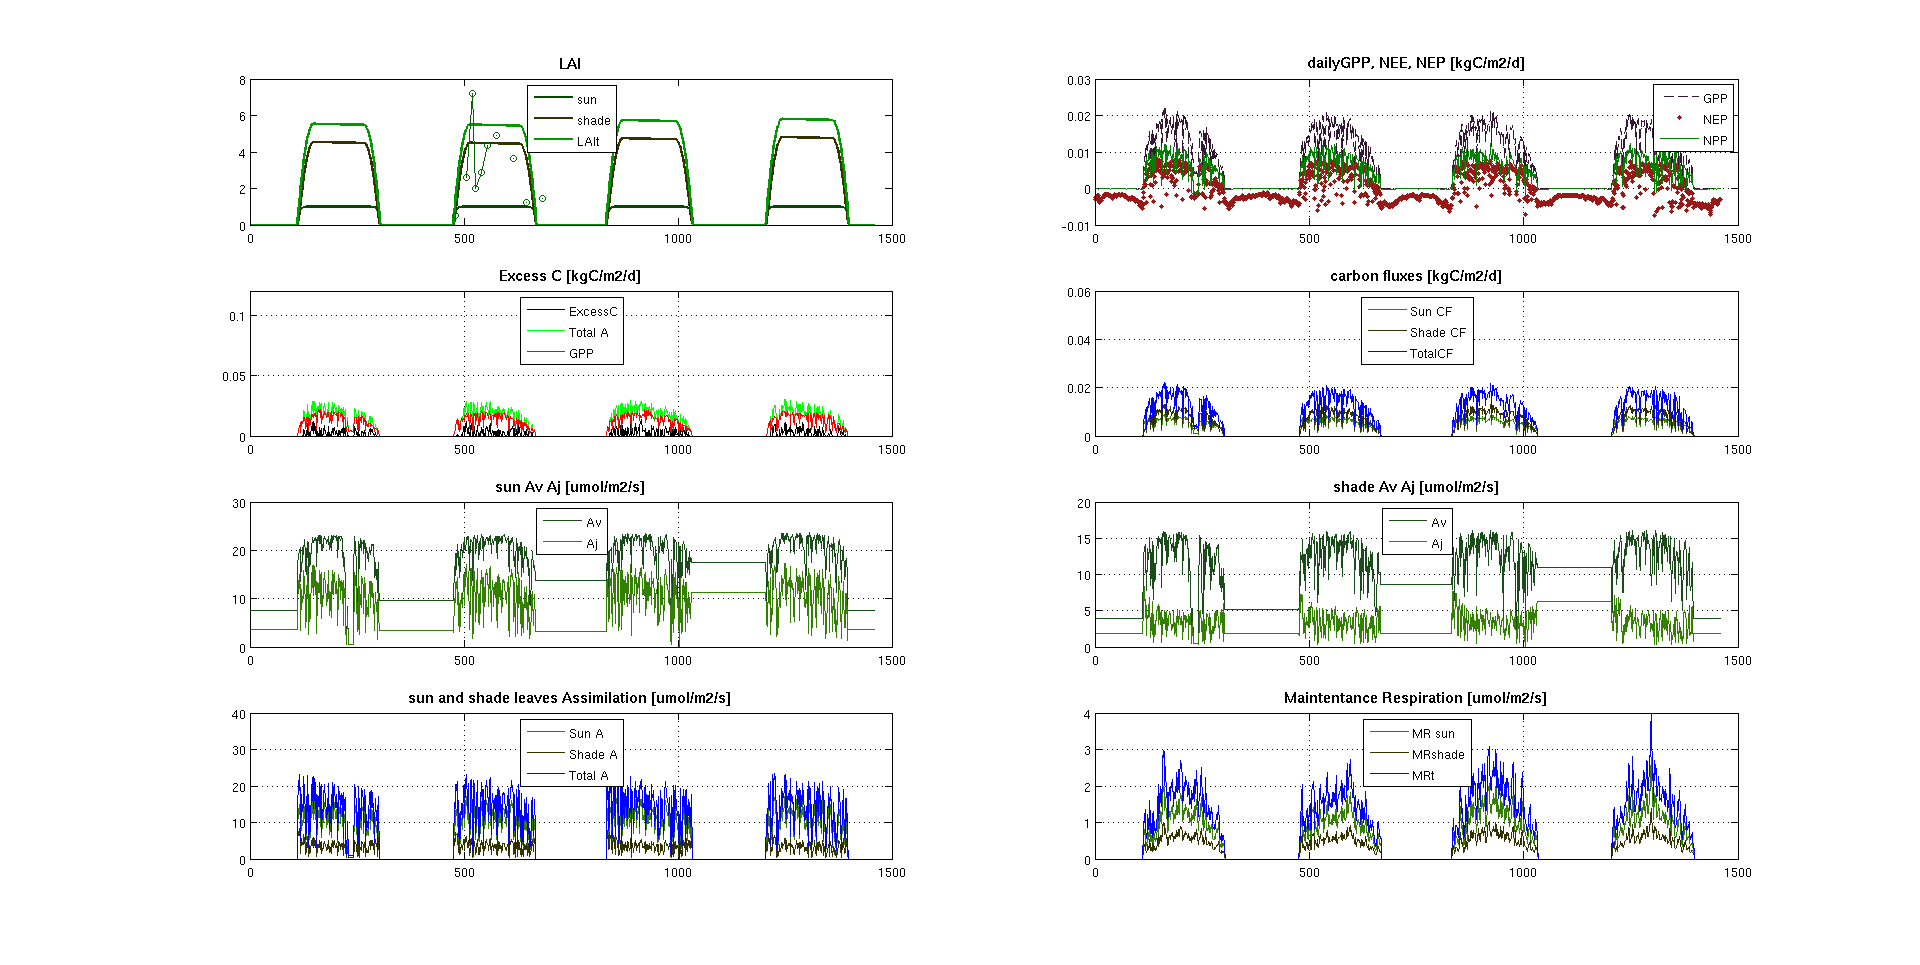 LAI
8
6
4
2
0
0
500
1000
1500
sun
shade
LAIt
dailyGPP, NEE, NEP [kgC/m2/d]
0.03
0.02
0.01
0
-0.01
0
500
1000
1500
GPP
NEP
NPP
Excess C [kgC/m2/d]
0.1
0.05
0
0
500
1000
1500
ExcessC
Total A
GPP
carbon fluxes [kgC/m2/d]
0.06
0.04
0.02
0
0
500
1000
1500
Sun CF
Shade CF
TotalCF
sun Av Aj [umol/m2/s]
30
20
10
0
0
500
1000
1500
Av
Aj
shade Av Aj [umol/m2/s]
20
15
10
5
0
0
500
1000
1500
Av
Aj
sun and shade leaves Assimilation [umol/m2/s]
40
30
20
10
0
0
500
1000
1500
Sun A
Shade A
Total A
Maintentance Respiration [umol/m2/s]
4
3
2
1
0
0
500
1000
1500
MR sun
MRshade
MRt